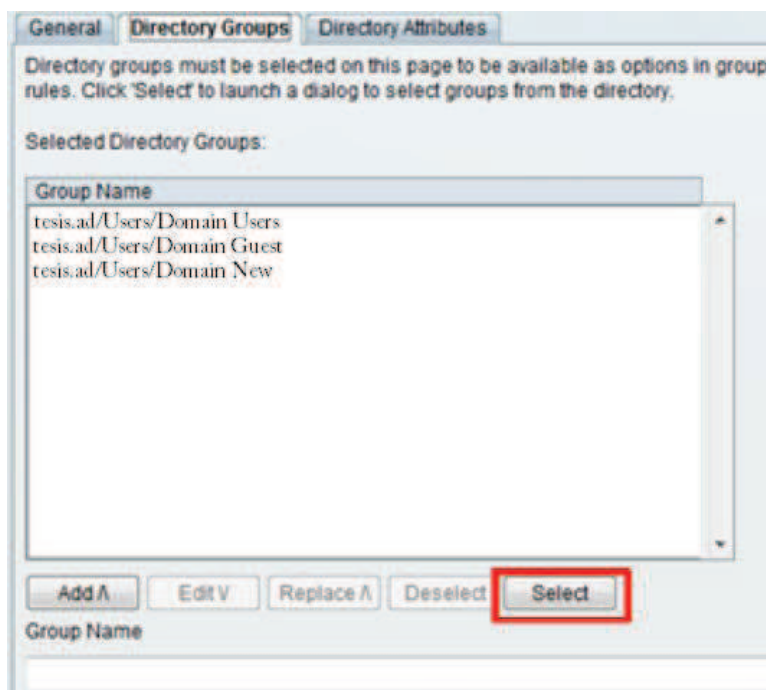 General Directory Groups Directory Attributes
Directory groups must be selected on this page to be available as options in group
rules. Click 'Select' to launch a dialog to select groups from the directory.
Selected Directory Groups:
Group Name
tesis.ad/Users/Domain Users
tesis.ad/Users/Domain Guest
tesis.ad/Users/Domain New
Add Λ Edit V Replace Λ Deselect Select
Group Name